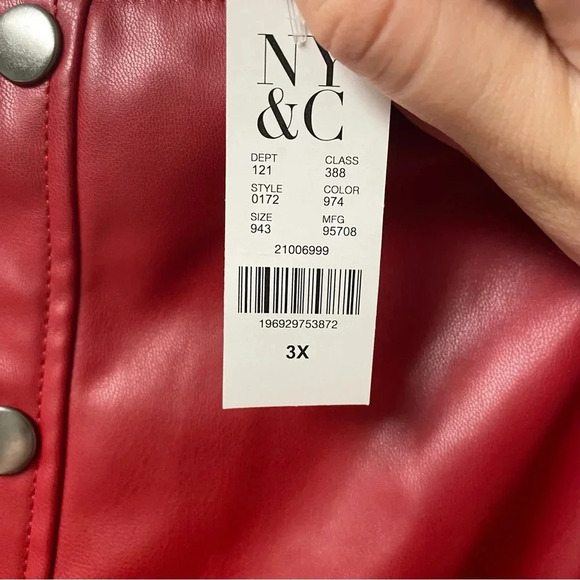 NY
&C
DEPT CLASS
121 388
STYLE COLOR
0172 974
SIZE MFG
943 95708
21006999
196929753872
3X